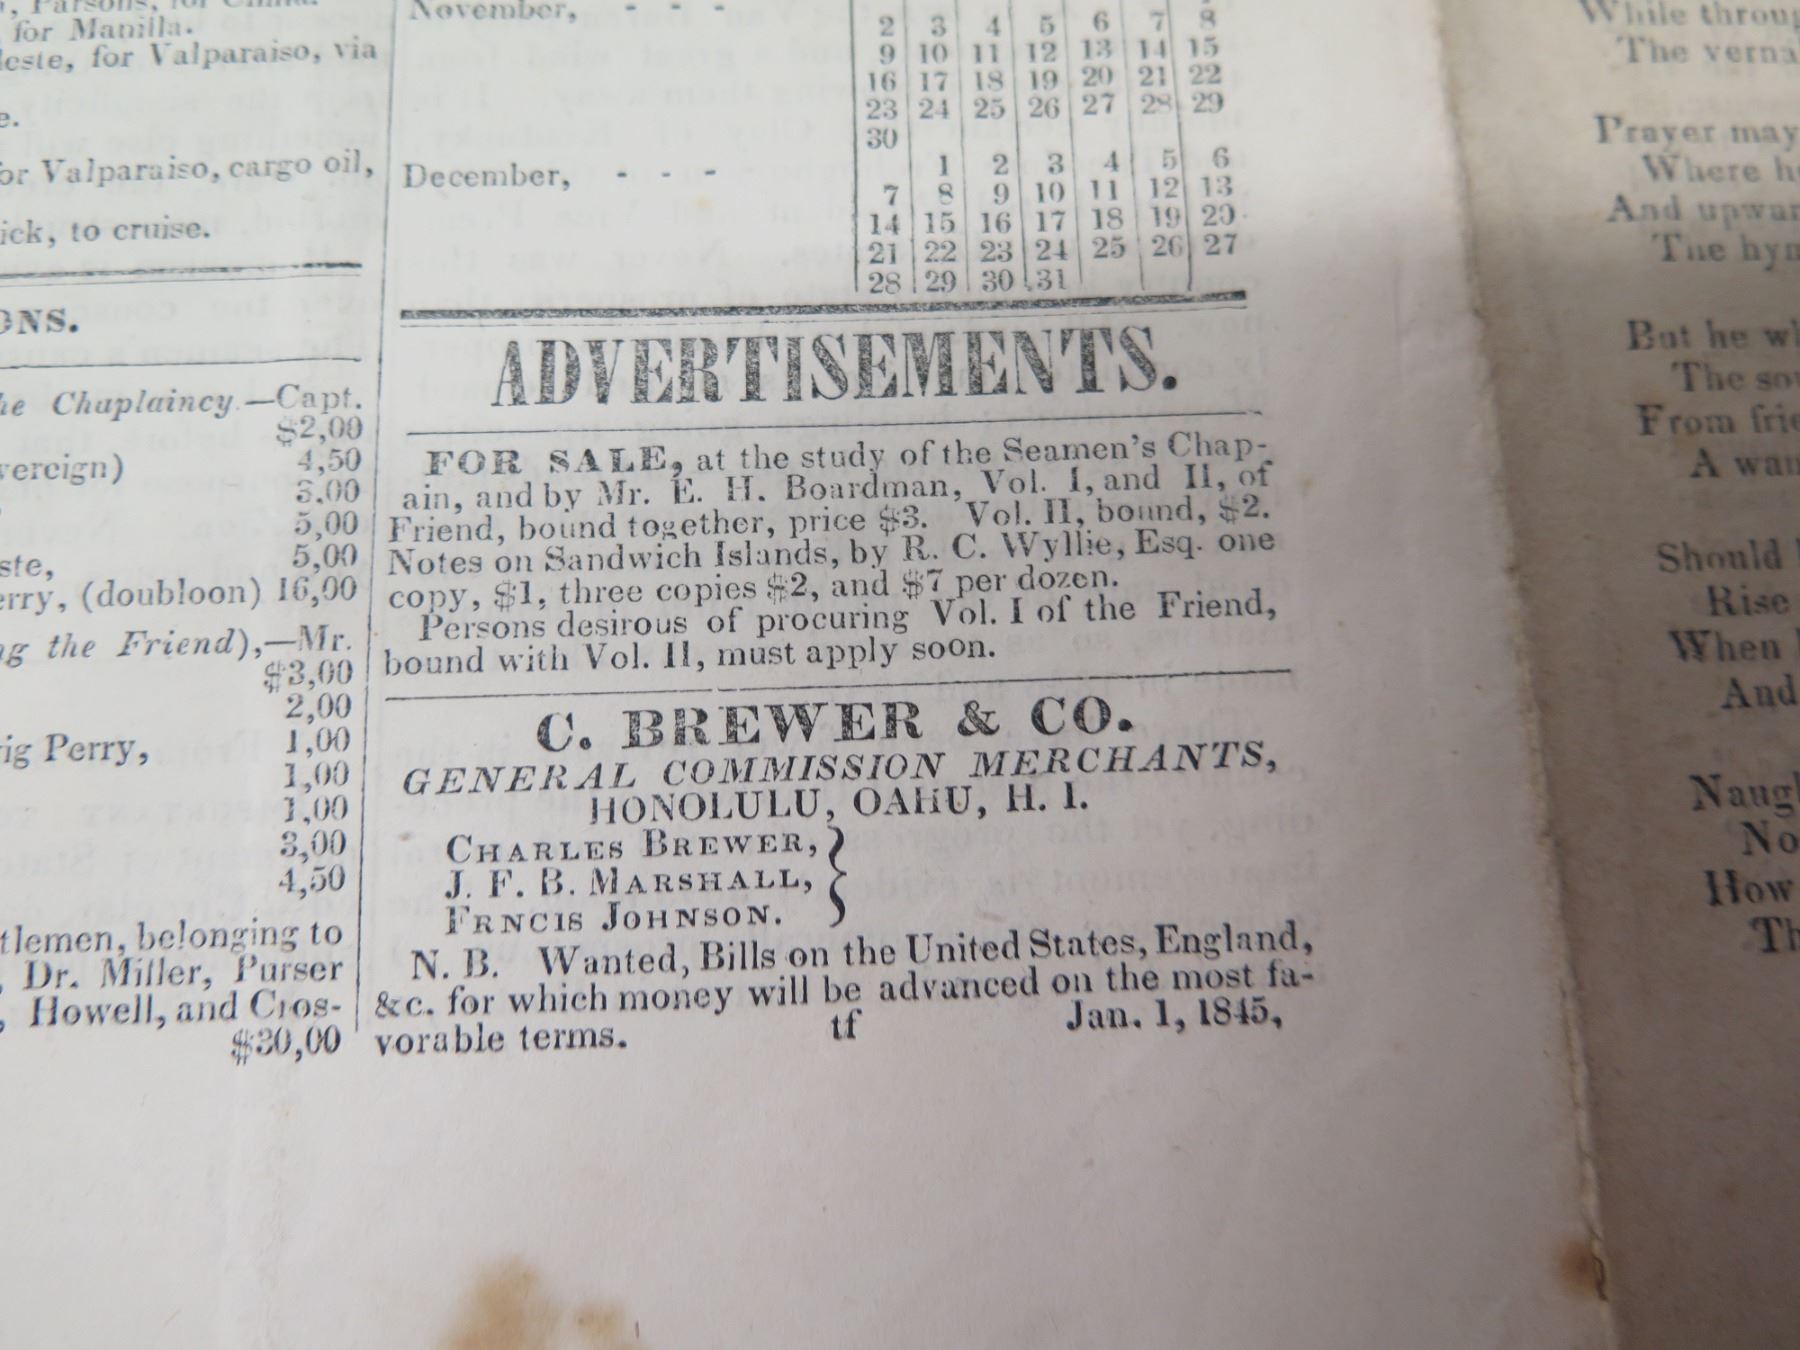 Parsons, for China.
for Manilla.
leste, for Valparaiso, via
e.
or Valparaiso, cargo oil,
ick, to cruise.
ONS.
he Chaplaincy.—Capt.
$2,00
vereign) 4,50
3,00
5,00
ste, 5,00
erry, (doubloon) 16,00
ng the Friend),—Mr.
$3,00
2,00
rig Perry, 1,00
1,00
1,00
3,00
4,50
tlemen, belonging to
, Dr. Miller, Purser
, Howell, and Cros-
$30,00
November, - - -
2 3 4 5 6 7 8
9 10 11 12 13 14 15
16 17 18 19 20 21 22
23 24 25 26 27 28 29
30
December, - - - 1 2 3 4 5 6
7 8 9 10 11 12 13
14 15 16 17 18 19 20
21 22 23 24 25 26 27
28 29 30 31
ADVERTISEMENTS.
FOR SALE, at the study of the Seamen's Chap-
ain, and by Mr. E. H. Boardman, Vol. I, and II, of
Friend, bound together, price $3. Vol. II, bound, $2.
Notes on Sandwich Islands, by R. C. Wyllie, Esq. one
copy, $1, three copies $2, and $7 per dozen.
Persons desirous of procuring Vol. I of the Friend,
bound with Vol. II, must apply soon.
C. BREWER & CO.
GENERAL COMMISSION MERCHANTS,
HONOLULU, OAHU, H. I.
CHARLES BREWER,
J. F. B. MARSHALL,
FRNCIS JOHNSON.
N. B. Wanted, Bills on the United States, England,
&c. for which money will be advanced on the most fa-
vorable terms. tf Jan. 1, 1845,
While throug
The verna
Prayer may
Where h
And upwar
The hym
But he wh
The sou
From frie
A wan
Should
Rise
When
And
Naug
No
How
Th